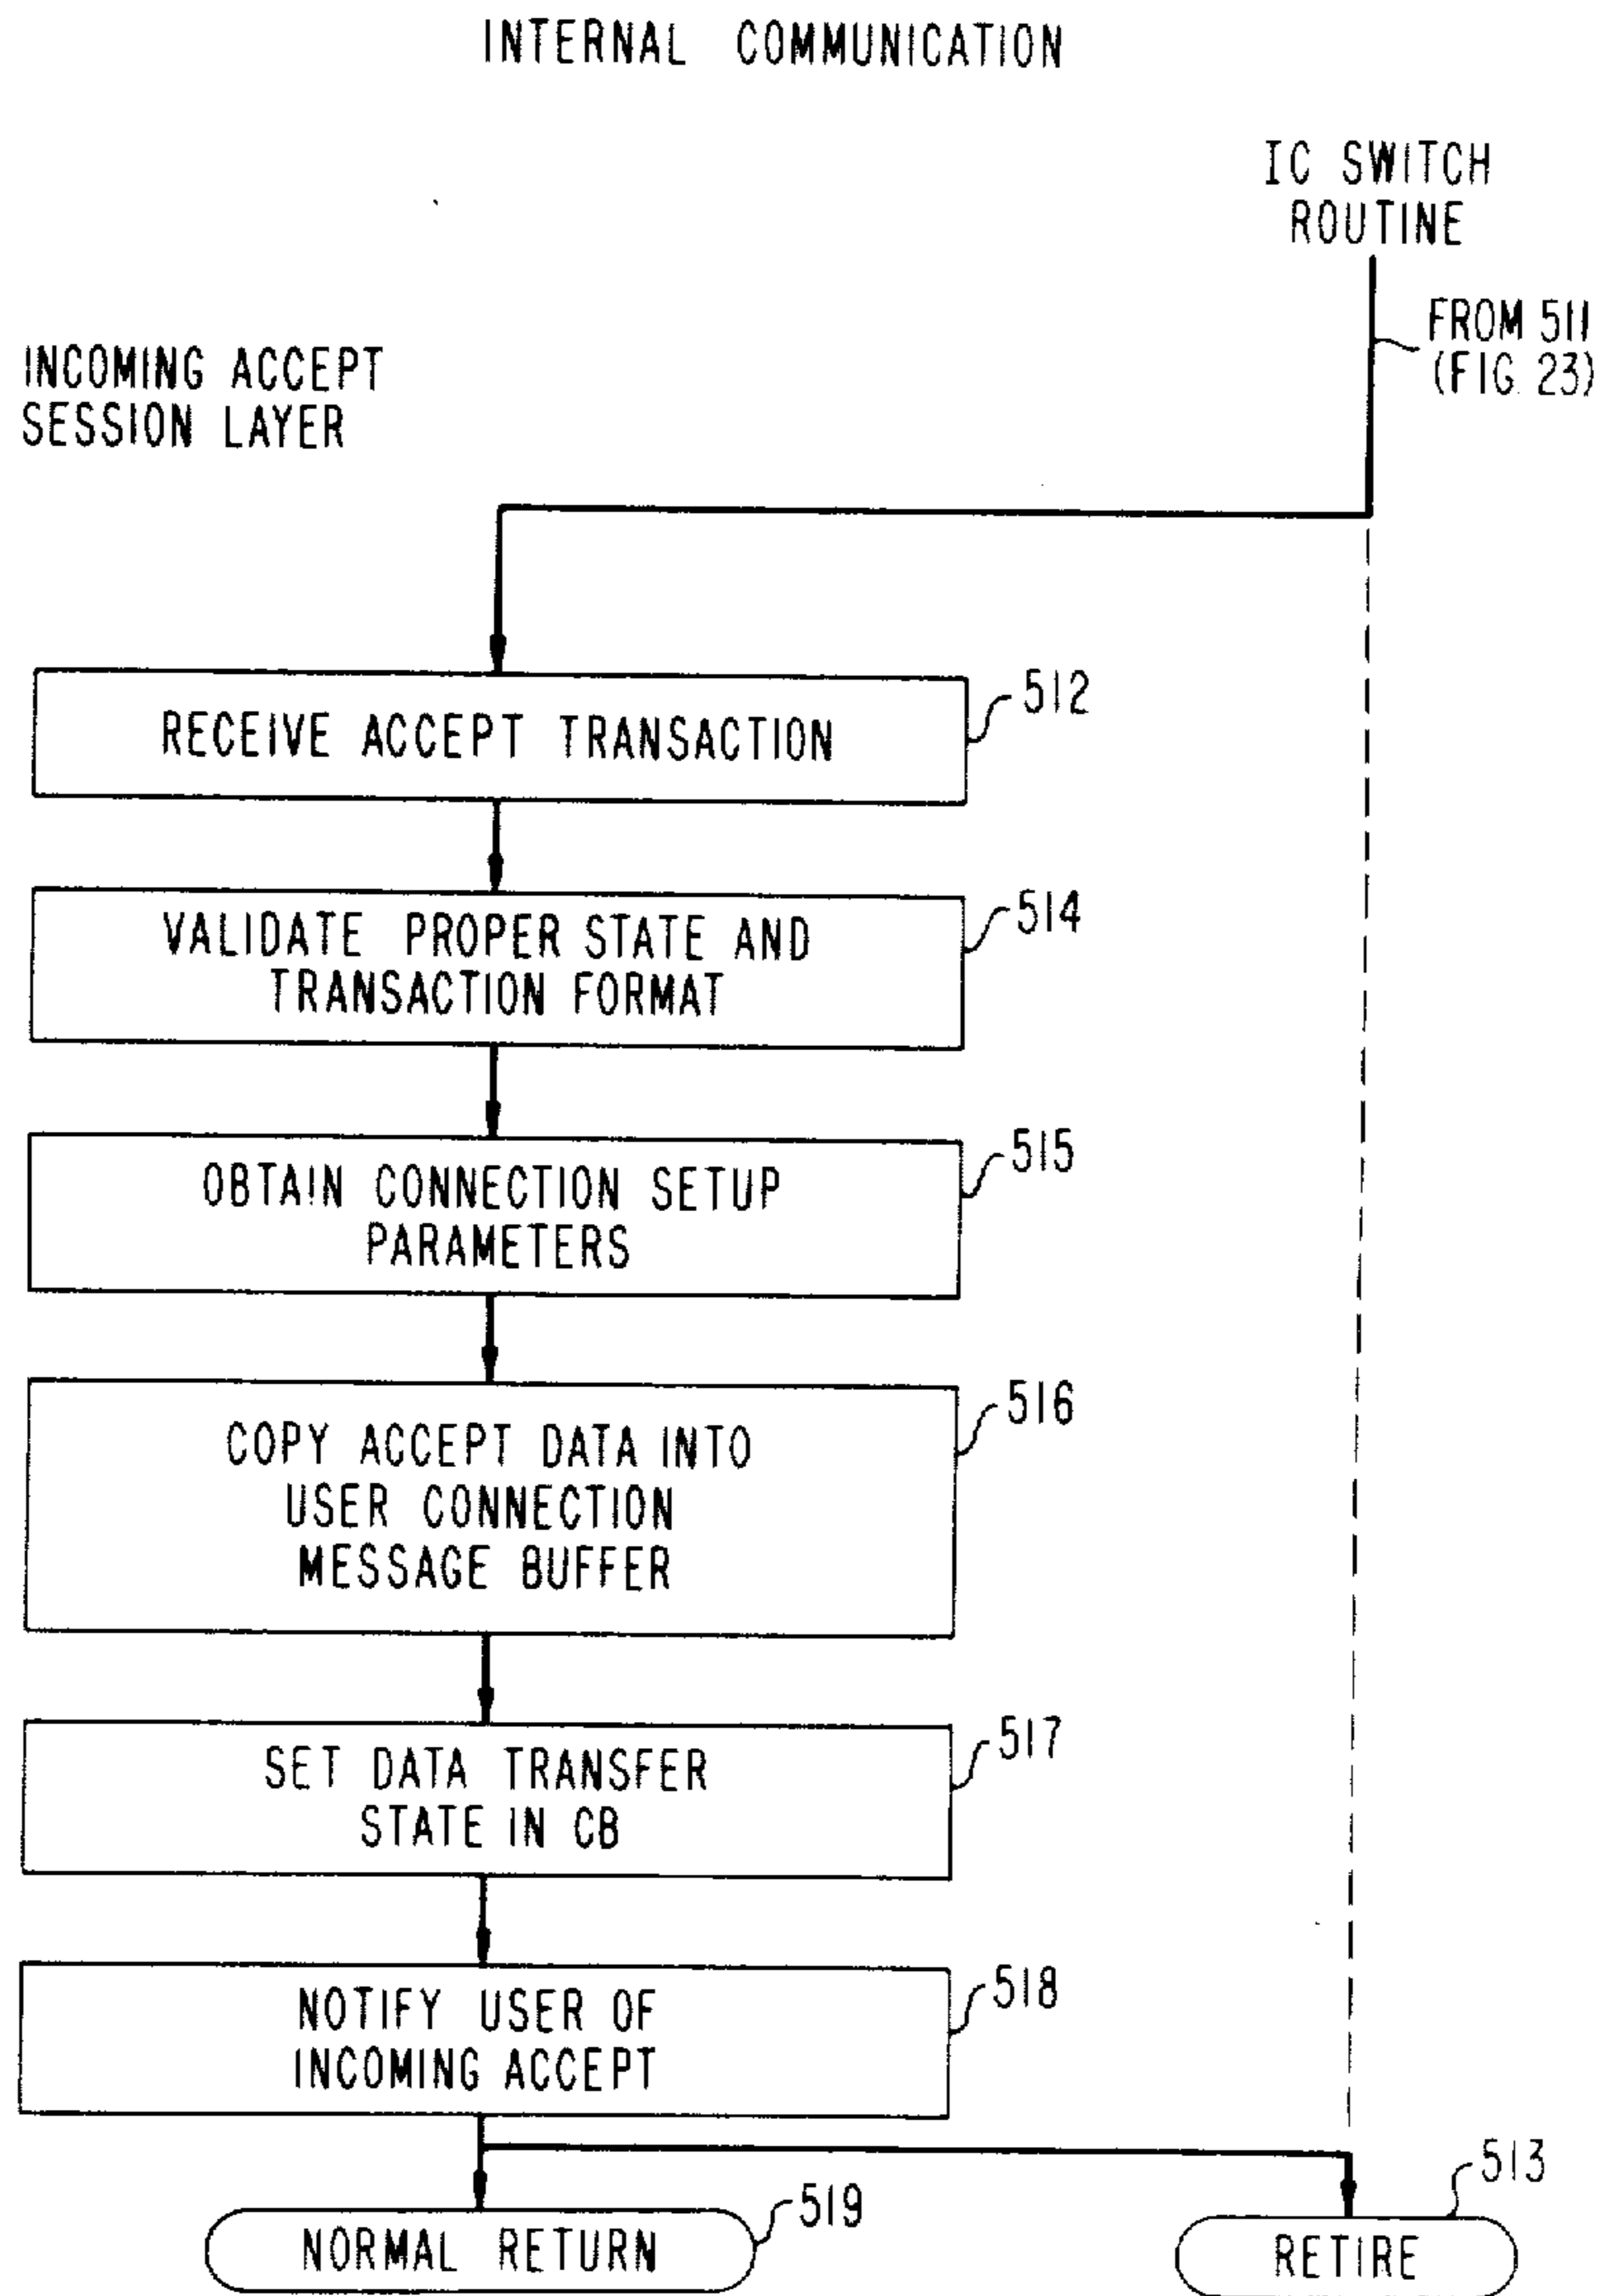 INTERNAL COMMUNICATION
IC SWITCH
ROUTINE
FROM 511
(FIG. 23)
INCOMING ACCEPT
SESSION LAYER
512
RECEIVE ACCEPT TRANSACTION
514
VALIDATE PROPER STATE AND
TRANSACTION FORMAT
515
OBTAIN CONNECTION SETUP
PARAMETERS
516
COPY ACCEPT DATA INTO
USER CONNECTION
MESSAGE BUFFER
517
SET DATA TRANSFER
STATE IN CB
518
NOTIFY USER OF
INCOMING ACCEPT
513
519
NORMAL RETURN
RETIRE